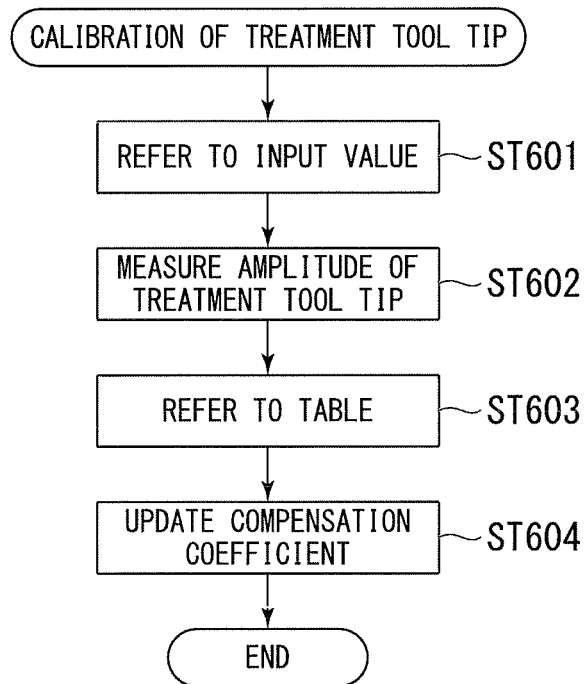 CALIBRATION OF TREATMENT TOOL TIP
REFER TO INPUT VALUE
ST601
MEASURE AMPLITUDE OF
TREATMENT TOOL TIP
ST602
REFER TO TABLE
ST603
UPDATE COMPENSATION
COEFFICIENT
ST604
END